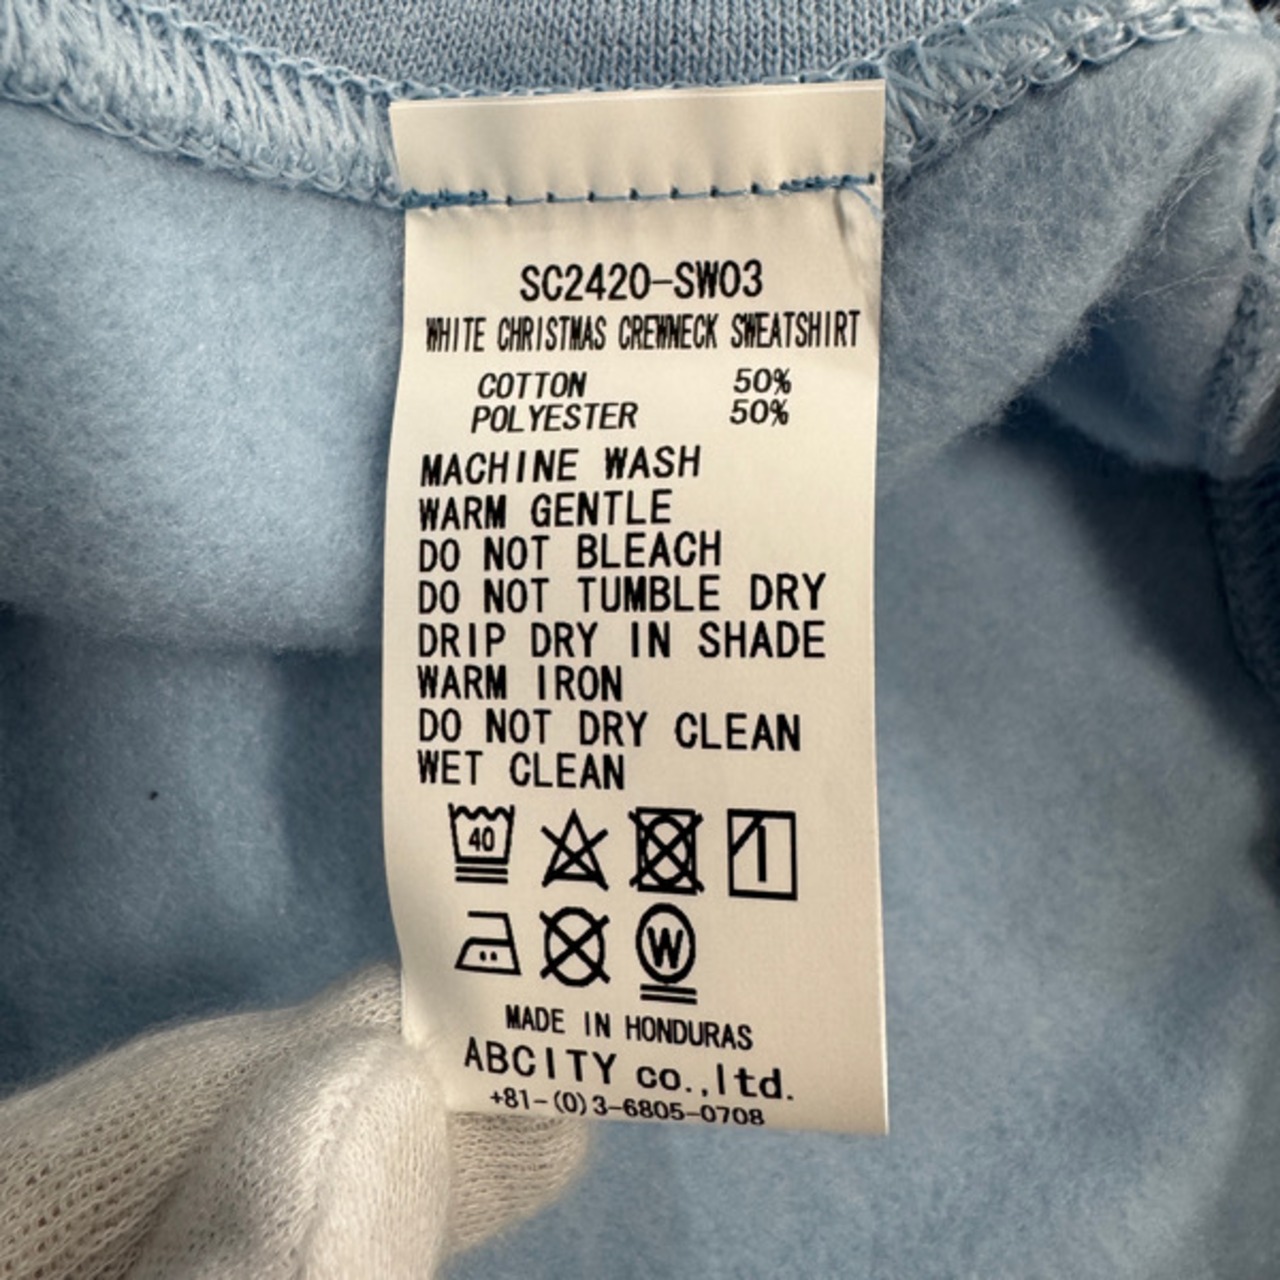 SC2420-SW03
WHITE CHRISTMAS CREWNECK SWEATSHIRT
COTTON 50%
POLYESTER 50%
MACHINE WASH
WARM GENTLE
DO NOT BLEACH
DO NOT TUMBLE DRY
DRIP DRY IN SHADE
WARM IRON
DO NOT DRY CLEAN
WET CLEAN
40
W
MADE IN HONDURAS
ABCITY co.,ltd.
+81-(0)3-6805-0708